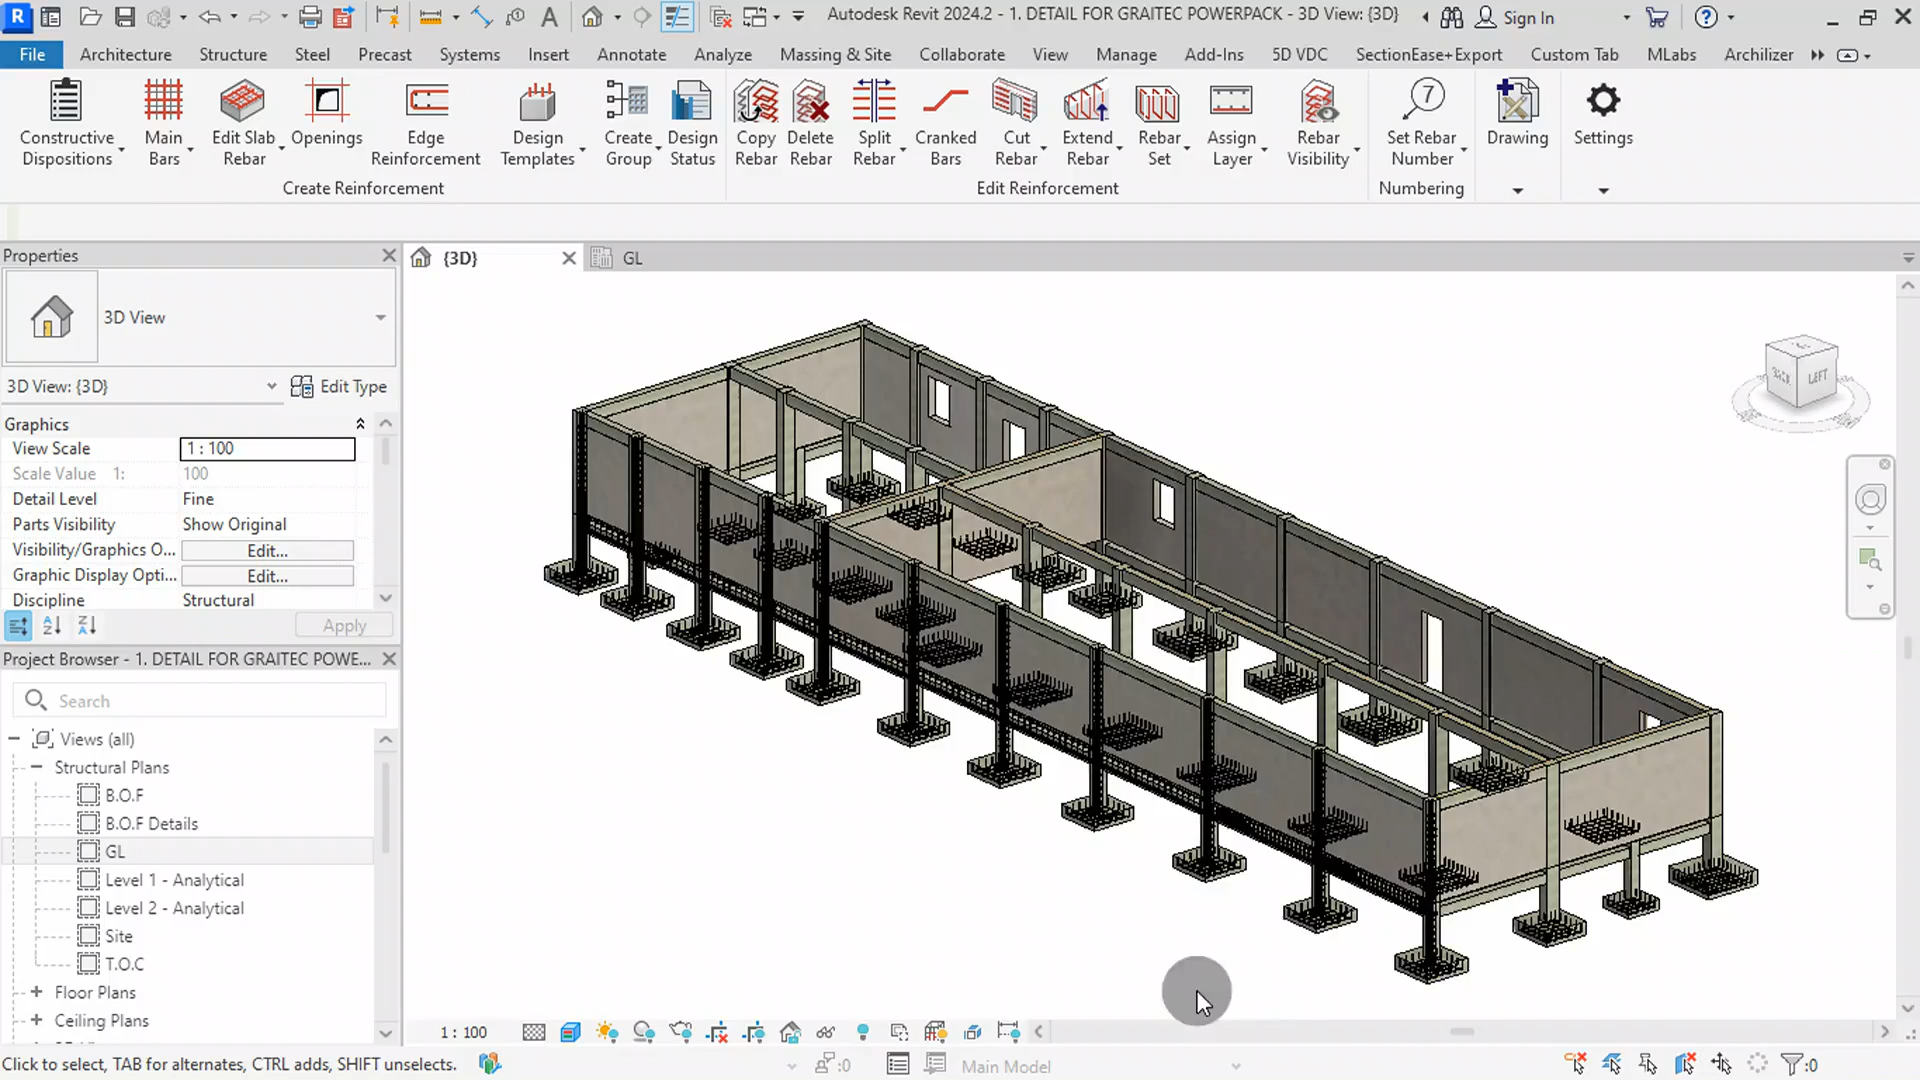 Autodesk Revit 2024.2 - 1. DETAIL FOR GRAITEC POWERPACK - 3D View: {3D}
Sign In
File Architecture Structure Steel Precast Systems Insert Annotate Analyze Massing & Site Collaborate View Manage Add-Ins 5D VDC SectionEase+Export Custom Tab MLabs Archilizer
Constructive Dispositions
Main Bars
Edit Slab Rebar
Openings
Edge Reinforcement
Design Templates
Create Group
Design Status
Copy Rebar
Delete Rebar
Split Rebar
Cranked Bars
Cut Rebar
Extend Rebar
Rebar Set
Assign Layer
Rebar Visibility
7
Set Rebar Number
Drawing
Settings
Create Reinforcement
Edit Reinforcement
Numbering
Properties
3D View
3D View: {3D}
Edit Type
Graphics
View Scale 1 : 100
Scale Value 1: 100
Detail Level Fine
Parts Visibility Show Original
Visibility/Graphics O... Edit...
Graphic Display Opti... Edit...
Discipline Structural
Apply
Project Browser - 1. DETAIL FOR GRAITEC POWE...
Search
Views (all)
Structural Plans
B.O.F
B.O.F Details
GL
Level 1 - Analytical
Level 2 - Analytical
Site
T.O.C
Floor Plans
Ceiling Plans
{3D}
GL
BACK
LEFT
1 : 100
Click to select, TAB for alternates, CTRL adds, SHIFT unselects.
:0
Main Model
:0